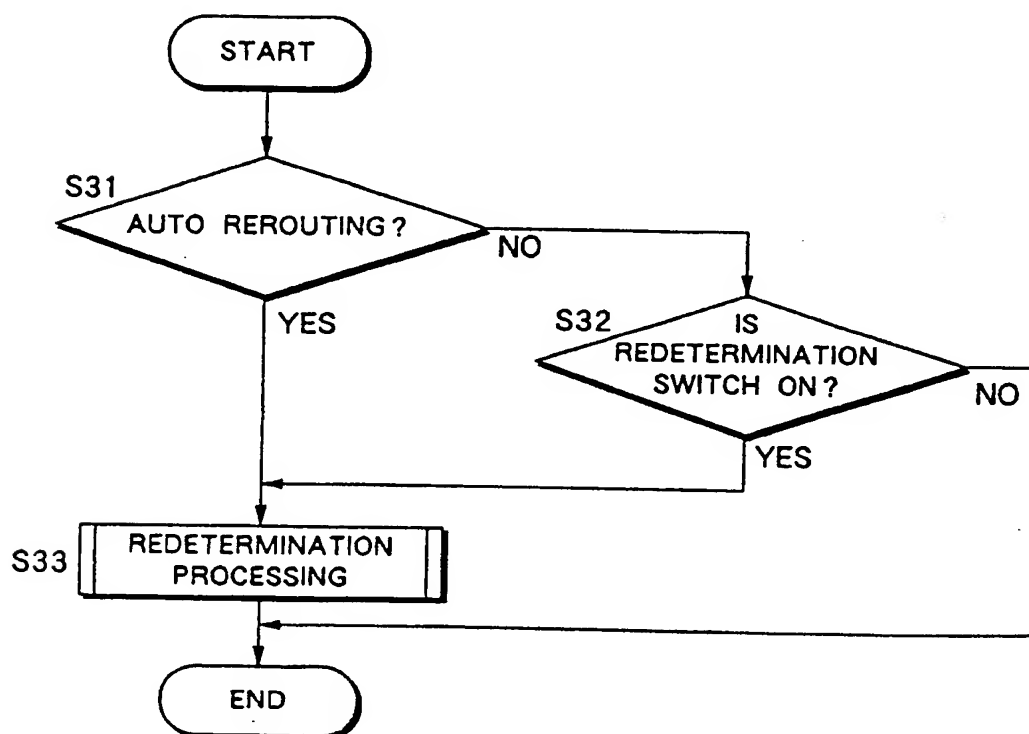 START
S31
AUTO REROUTING?
NO
YES
S32
IS
REDETERMINATION
SWITCH ON?
NO
YES
S33
REDETERMINATION
PROCESSING
END